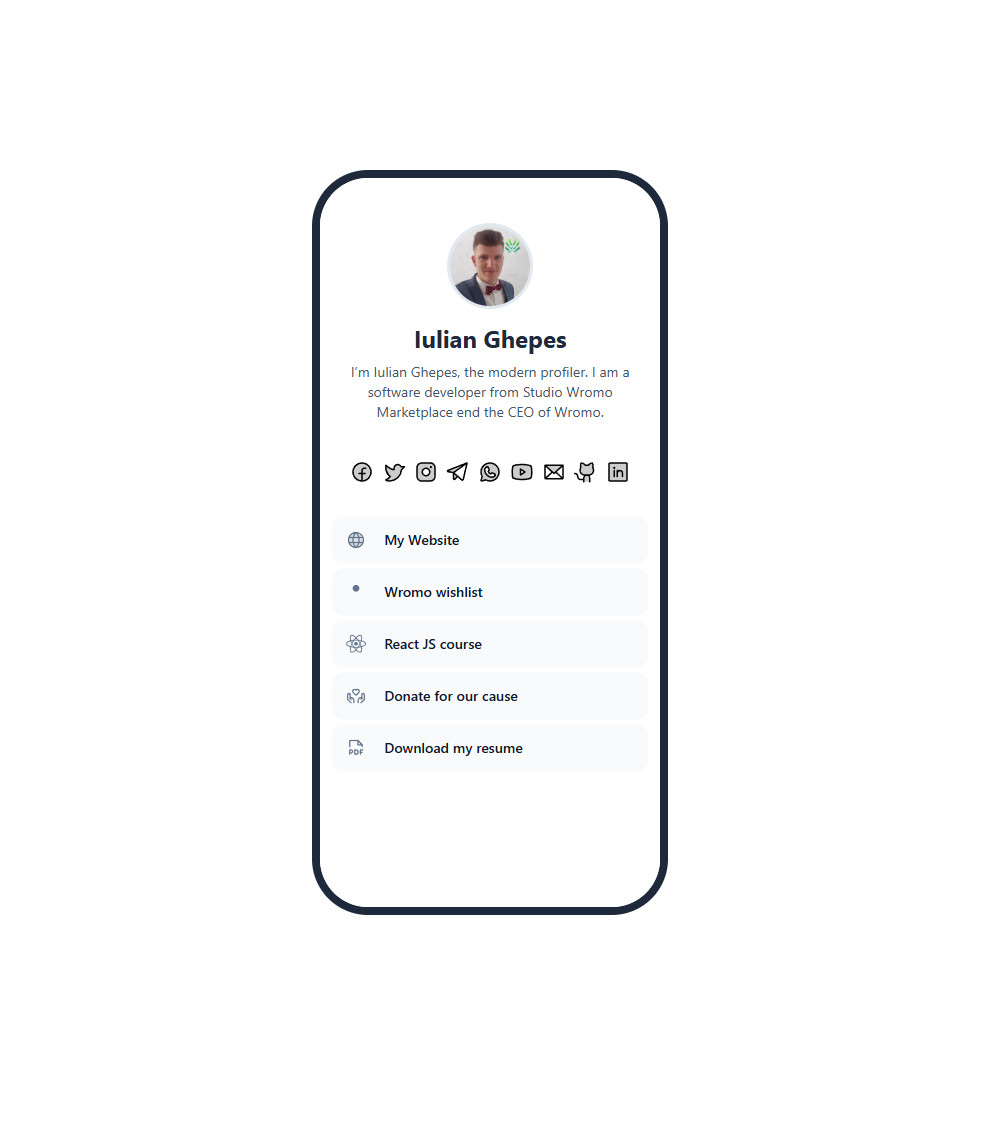 Iulian Ghepes
I'm Iulian Ghepes, the modern profiler. I am a
software developer from Studio Wromo
Marketplace end the CEO of Wromo.
in
My Website
Wromo wishlist
React JS course
Donate for our cause
PDF
Download my resume